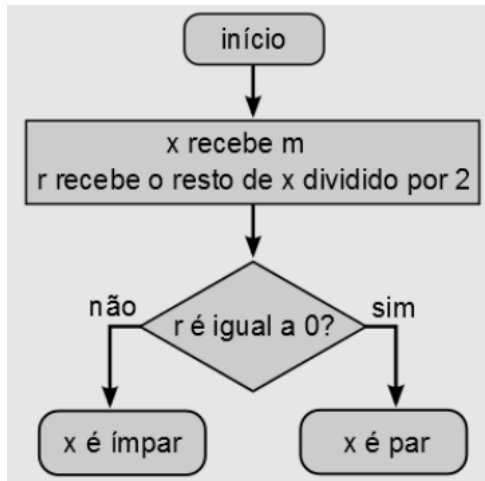 início
x recebe m
r recebe o resto de x dividido por 2
não
sim
r é igual a 0?
x é ímpar
x é par